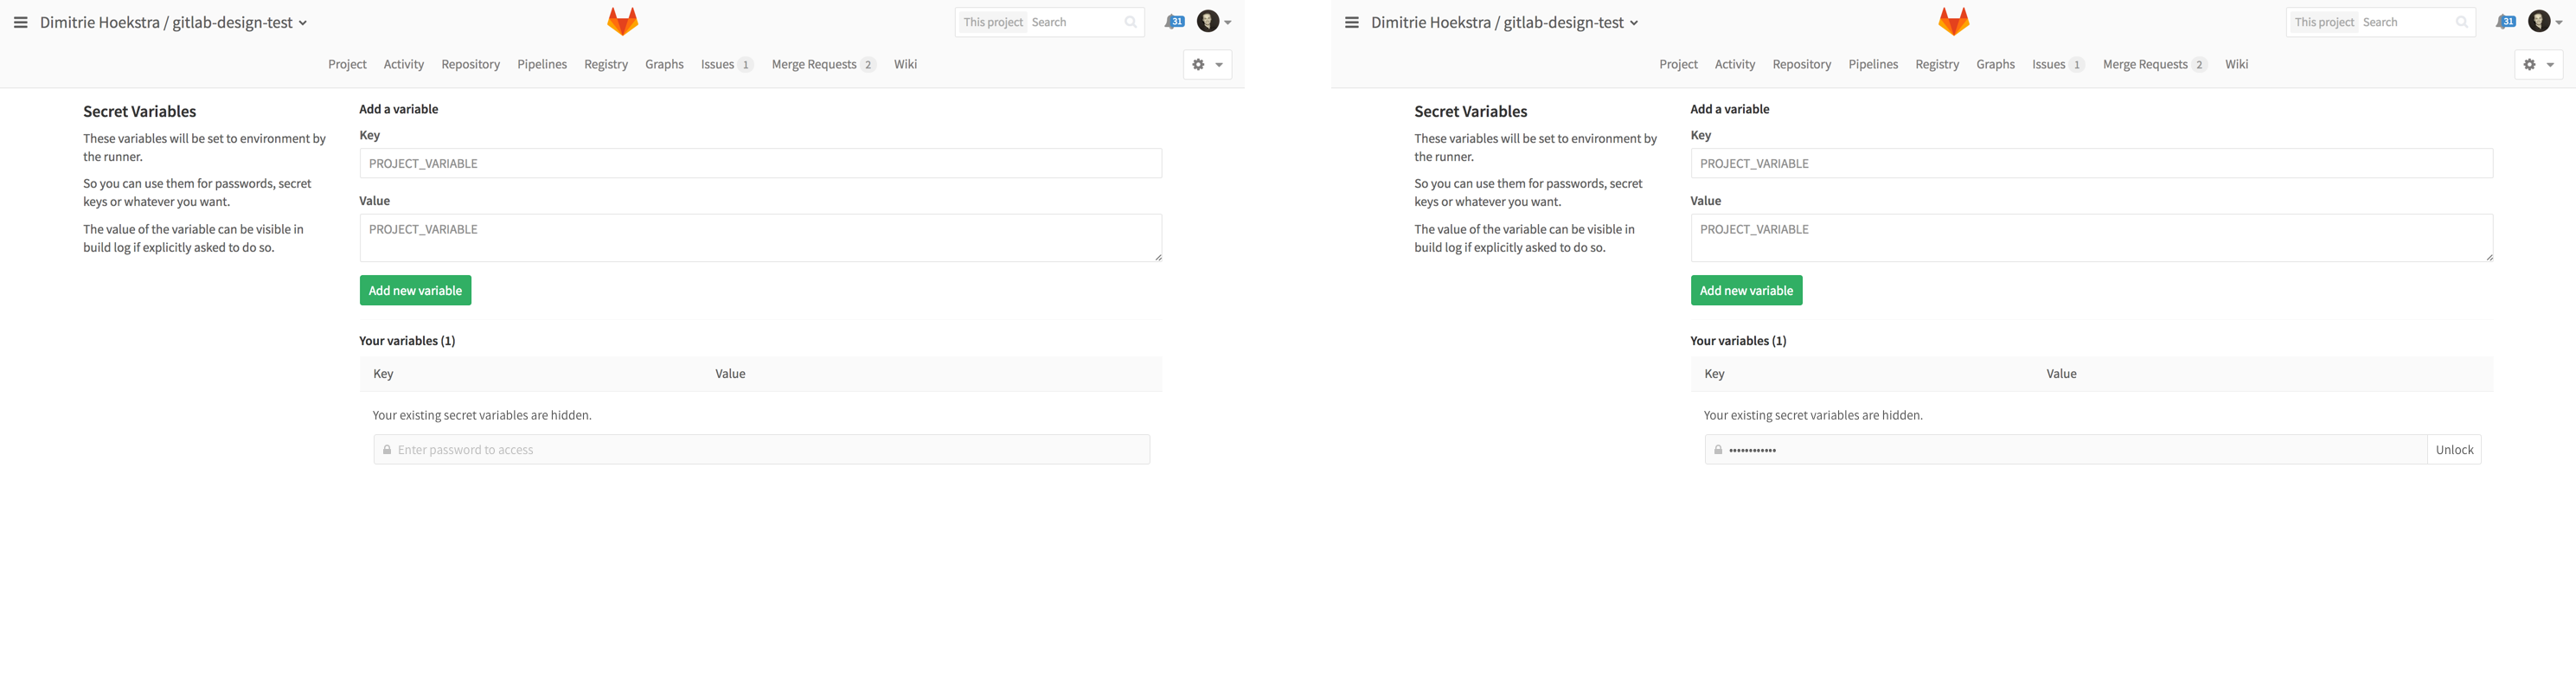 Dimitrie Hoekstra / gitlab-design-test
This project Search
31
Project Activity Repository Pipelines Registry Graphs Issues 1 Merge Requests 2 Wiki
Secret Variables
These variables will be set to environment by
the runner.
So you can use them for passwords, secret
keys or whatever you want.
The value of the variable can be visible in
build log if explicitly asked to do so.
Add a variable
Key
PROJECT_VARIABLE
Value
PROJECT_VARIABLE
Add new variable
Your variables (1)
Key Value
Your existing secret variables are hidden.
Enter password to access
Dimitrie Hoekstra / gitlab-design-test
This project Search
31
Project Activity Repository Pipelines Registry Graphs Issues 1 Merge Requests 2 Wiki
Secret Variables
These variables will be set to environment by
the runner.
So you can use them for passwords, secret
keys or whatever you want.
The value of the variable can be visible in
build log if explicitly asked to do so.
Add a variable
Key
PROJECT_VARIABLE
Value
PROJECT_VARIABLE
Add new variable
Your variables (1)
Key Value
Your existing secret variables are hidden.
•••••••••••• Unlock